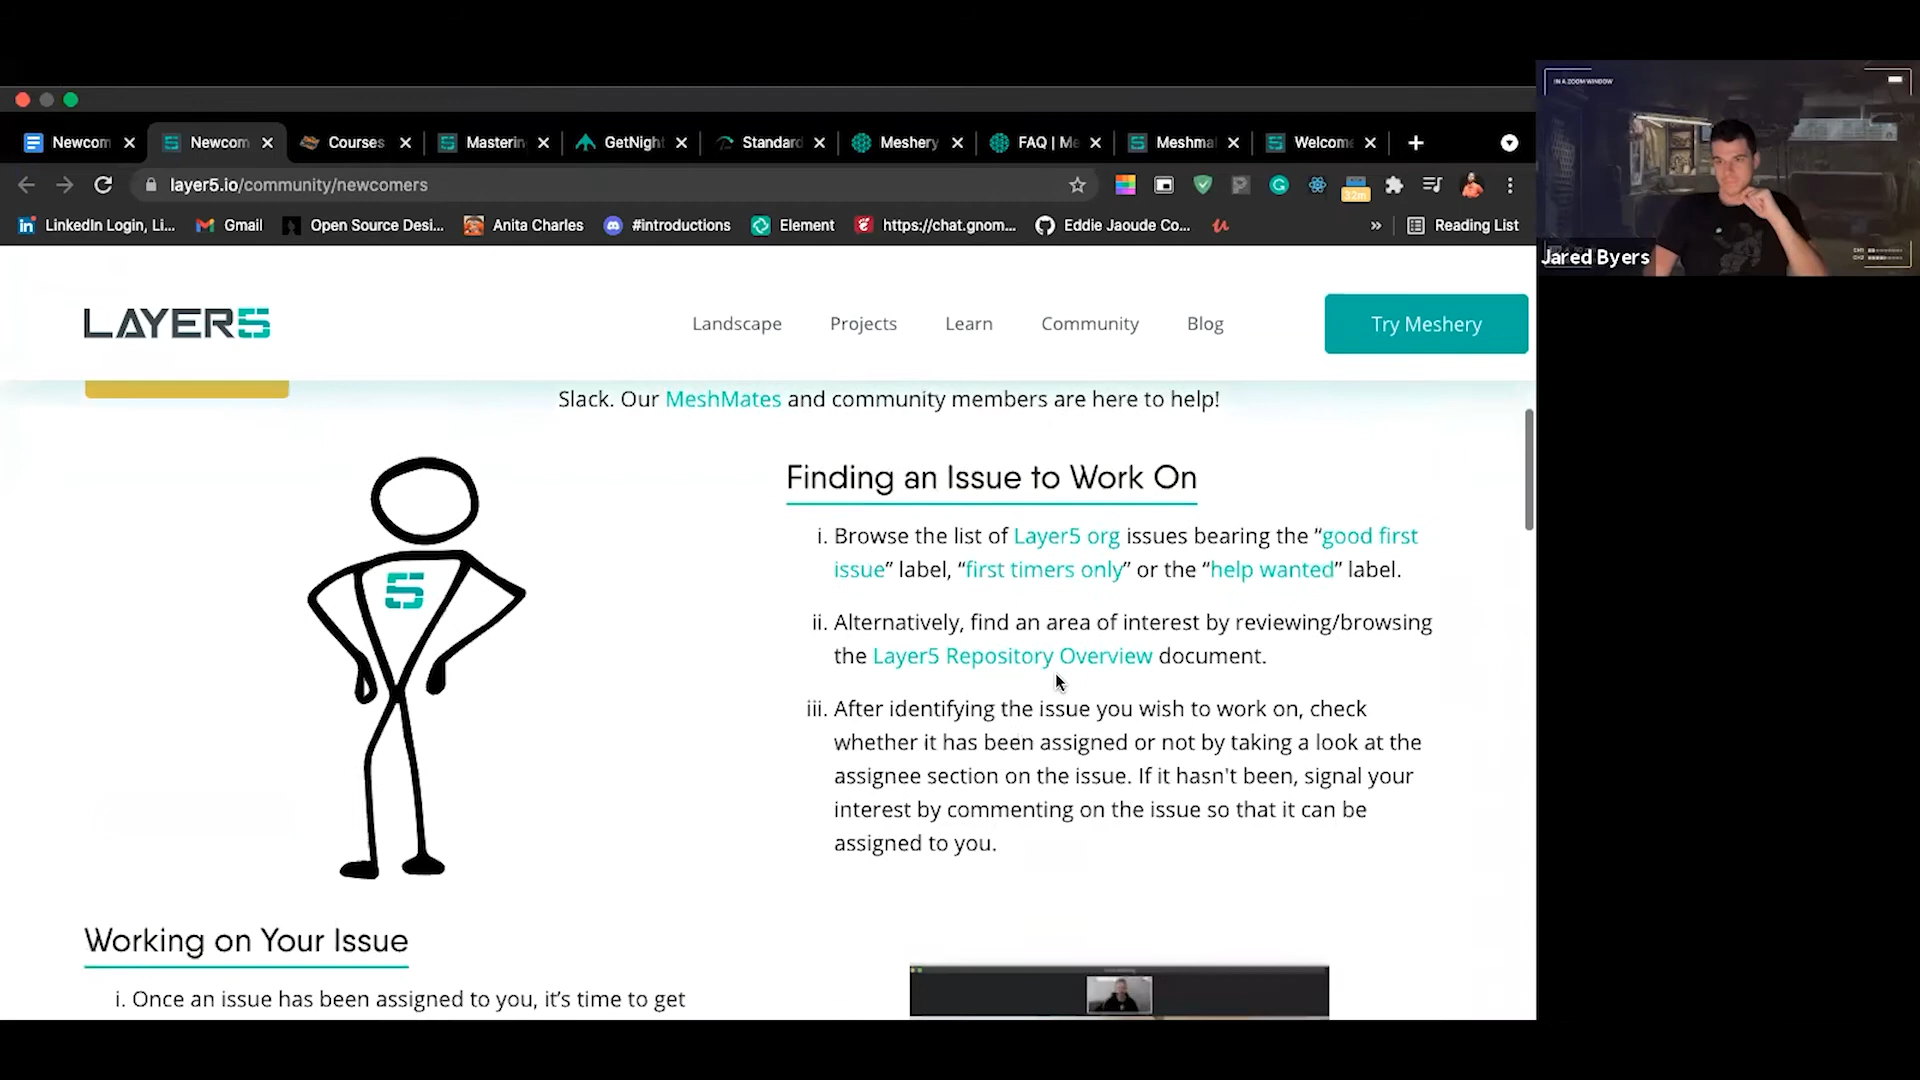 Newcom
Newcom
Courses
Masterin
GetNight
Standard
Meshery
FAQ | Me
Meshmat
Welcome
layer5.io/community/newcomers
32m
LinkedIn Login, Li...
Gmail
Open Source Desi...
Anita Charles
#introductions
Element
https://chat.gnom...
Eddie Jaoude Co...
»
Reading List
IN A ZOOM WINDOW
Jared Byers
LAYER5
Landscape
Projects
Learn
Community
Blog
Try Meshery
Slack. Our MeshMates and community members are here to help!
5
Finding an Issue to Work On
i. Browse the list of Layer5 org issues bearing the “good first
issue” label, “first timers only” or the “help wanted” label.
ii. Alternatively, find an area of interest by reviewing/browsing
the Layer5 Repository Overview document.
iii. After identifying the issue you wish to work on, check
whether it has been assigned or not by taking a look at the
assignee section on the issue. If it hasn't been, signal your
interest by commenting on the issue so that it can be
assigned to you.
Working on Your Issue
i. Once an issue has been assigned to you, it’s time to get